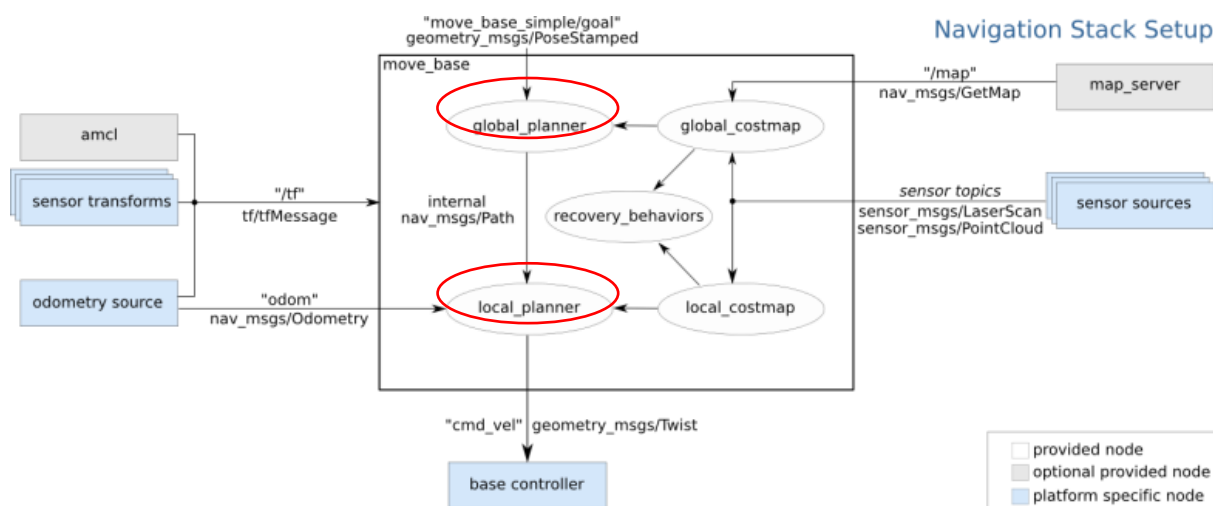 "move_base_simple/goal"
geometry_msgs/PoseStamped
Navigation Stack Setup
move_base
"/map"
nav_msgs/GetMap
map_server
global_planner
global_costmap
amcl
sensor transforms
"/tf"
tf/tfMessage
internal
nav_msgs/Path
recovery_behaviors
sensor topics
sensor_msgs/LaserScan
sensor_msgs/PointCloud
sensor sources
odometry source
"odom"
nav_msgs/Odometry
local_planner
local_costmap
"cmd_vel"
geometry_msgs/Twist
base controller
provided node
optional provided node
platform specific node